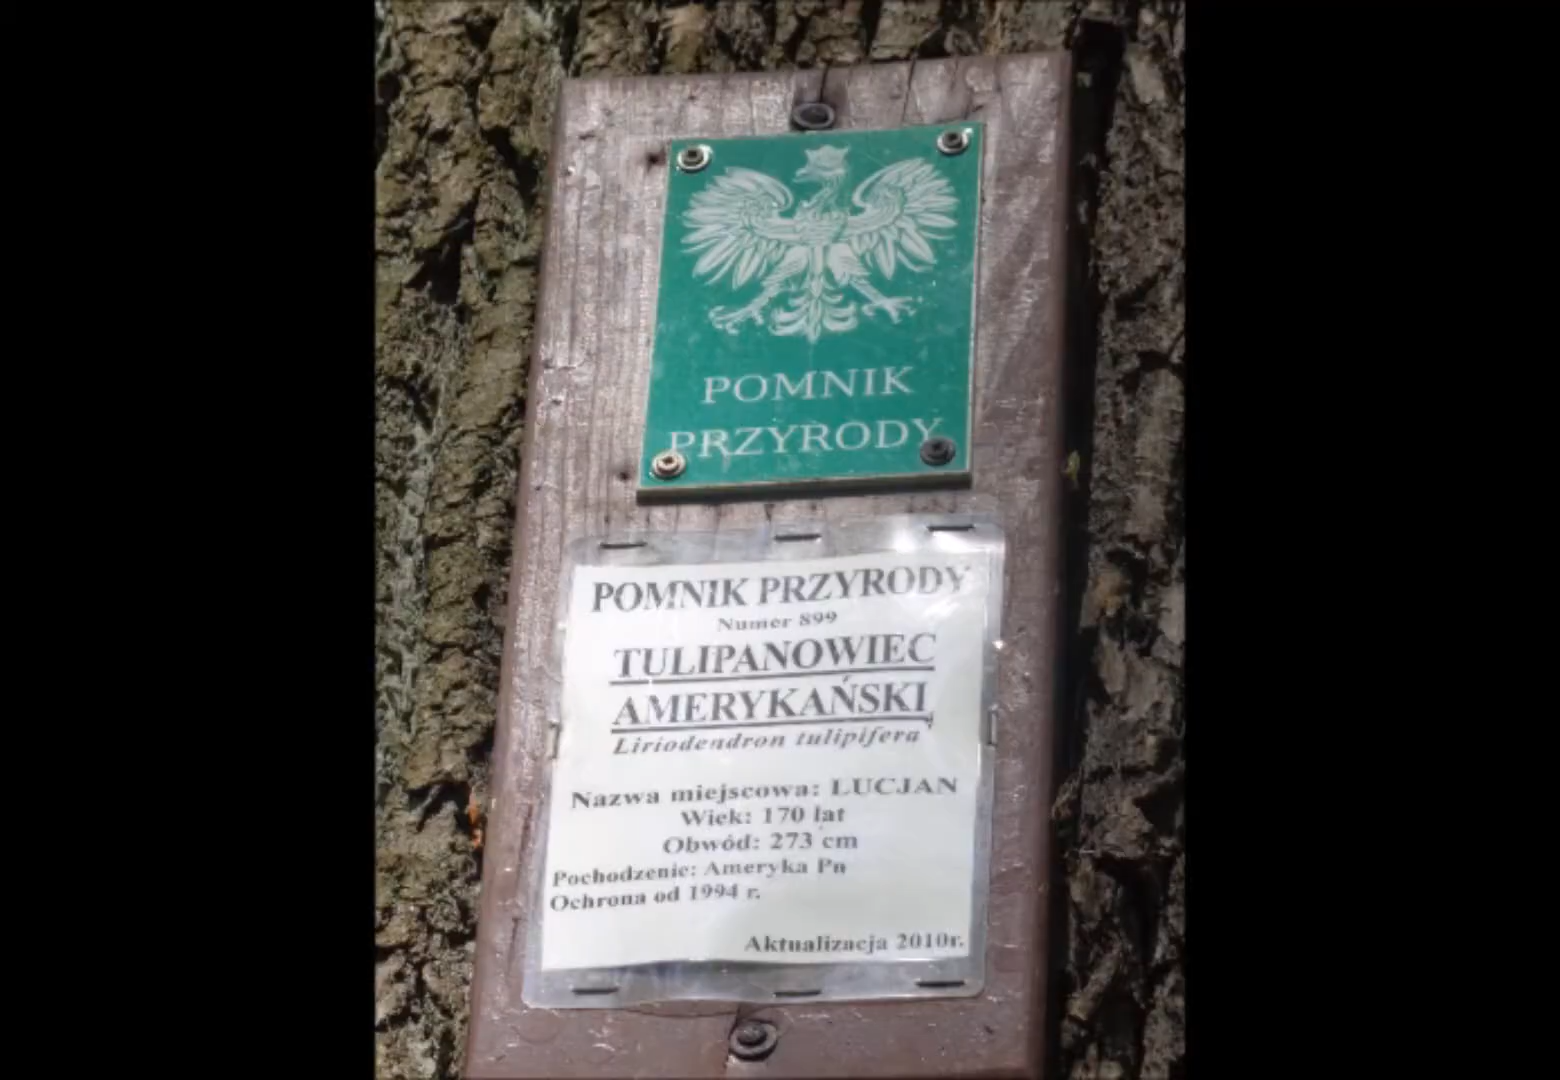 POMNIK
PRZYRODY
POMNIK PRZYRODY
Numer 899
TULIPANOWIEC
AMERYKAŃSKI
Liriodendron tulipifera
Nazwa miejscowa: LUCJAN
Wiek: 170 lat
Obwód: 273 cm
Pochodzenie: Ameryka Pn
Ochrona od 1994 r.
Aktualizacja 2010r.